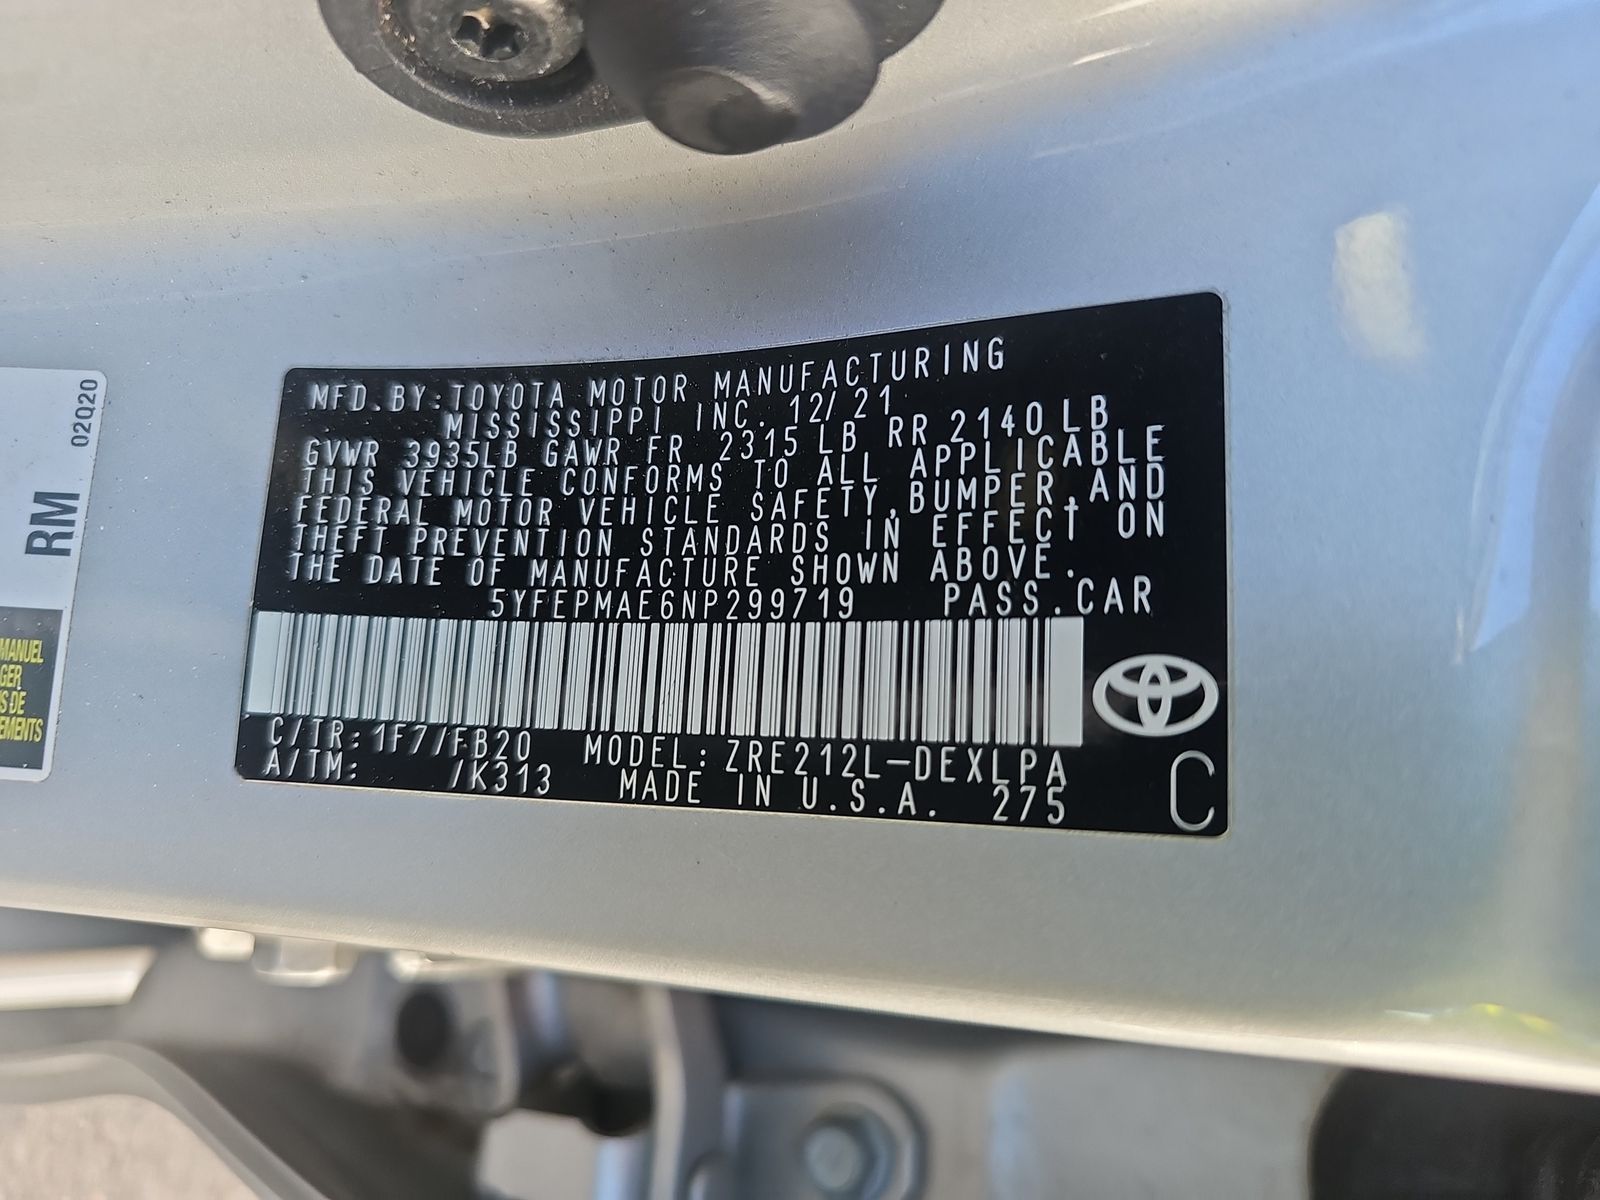 MFD.BY:TOYOTA MOTOR MANUFACTURING
MISSISSIPPI INC. 12/21
GVWR 3935LB GAWR FR 2315 LB RR 2140 LB
THIS VEHICLE CONFORMS TO ALL APPLICABLE
FEDERAL MOTOR VEHICLE SAFETY,BUMPER,AND
THEFT PREVENTION STANDARDS IN EFFECT ON
THE DATE OF MANUFACTURE SHOWN ABOVE.
5YFEPMAE6NP299719 PASS.CAR
C/TR:1F7/FB20 MODEL:ZRE212L-DEXLPA
A/TM: /K313 MADE IN U.S.A. 275
C
02Q20
RM
MANUEL
GER
S DE
EMENTS